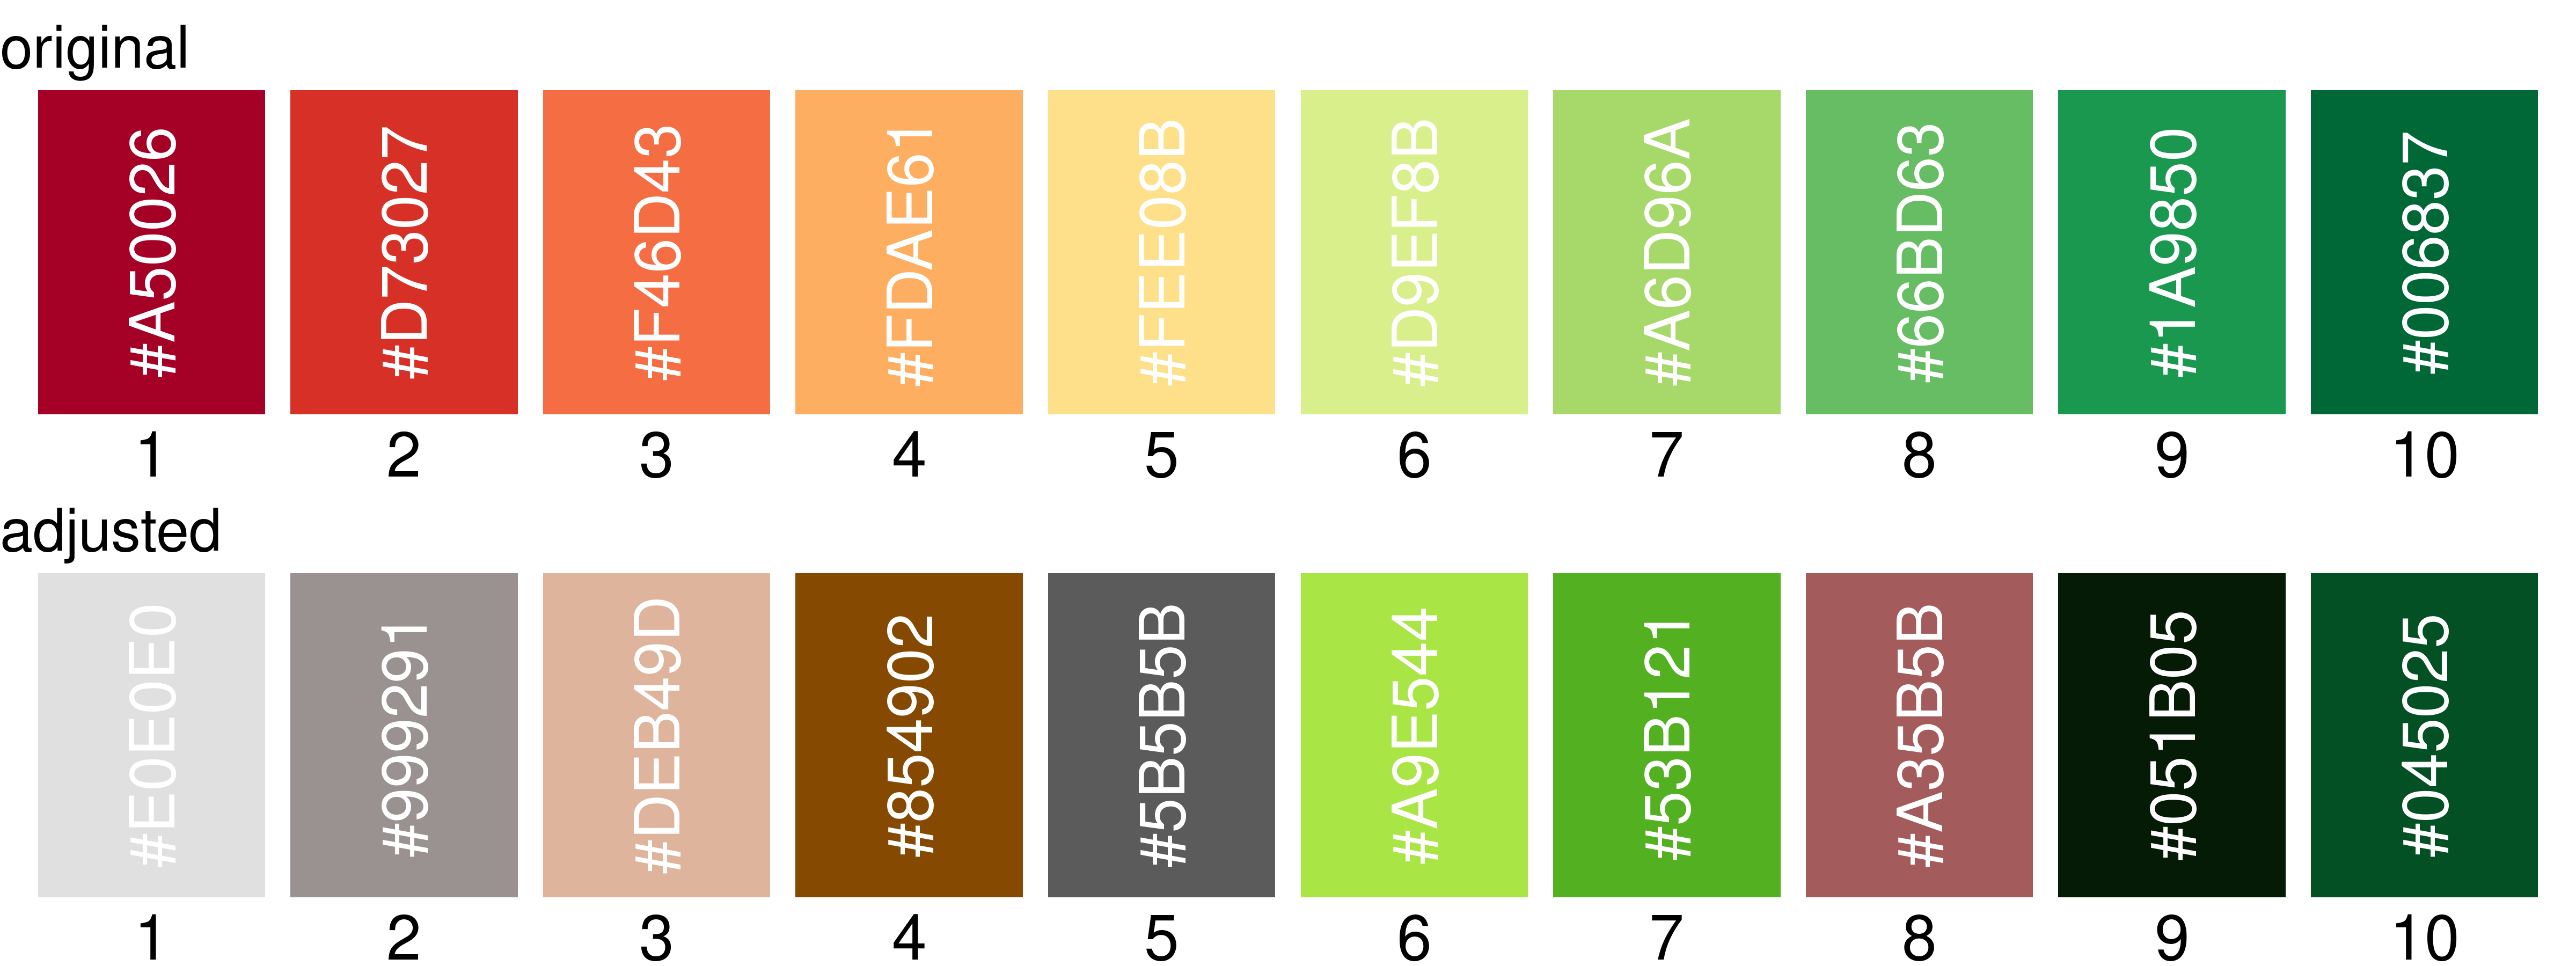 original
#A50026 #D73027 #F46D43 #FDAE61 #FEE08B #D9EF8B #A6D96A #66BD63 #1A9850 #006837
1 2 3 4 5 6 7 8 9 10
adjusted
#E0E0E0 #999291 #DEB49D #854902 #5B5B5B #A9E544 #53B121 #A35B5B #051B05 #045025
1 2 3 4 5 6 7 8 9 10